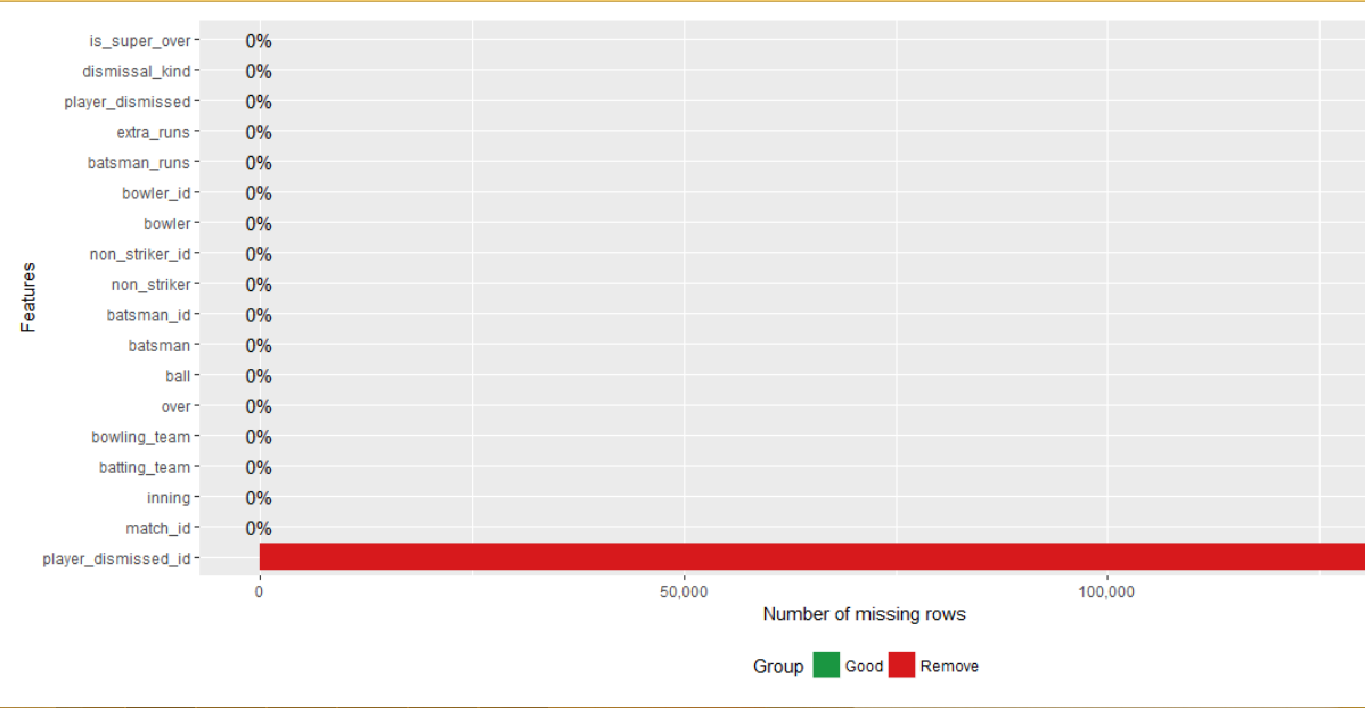 is_super_over 0%
dismissal_kind 0%
player_dismissed 0%
extra_runs 0%
batsman_runs 0%
bowler_id 0%
bowler 0%
non_striker_id 0%
non_striker 0%
batsman_id 0%
batsman 0%
ball 0%
over 0%
bowling_team 0%
batting_team 0%
inning 0%
match_id 0%
player_dismissed_id
Features
0 50,000 100,000
Number of missing rows
Group Good Remove